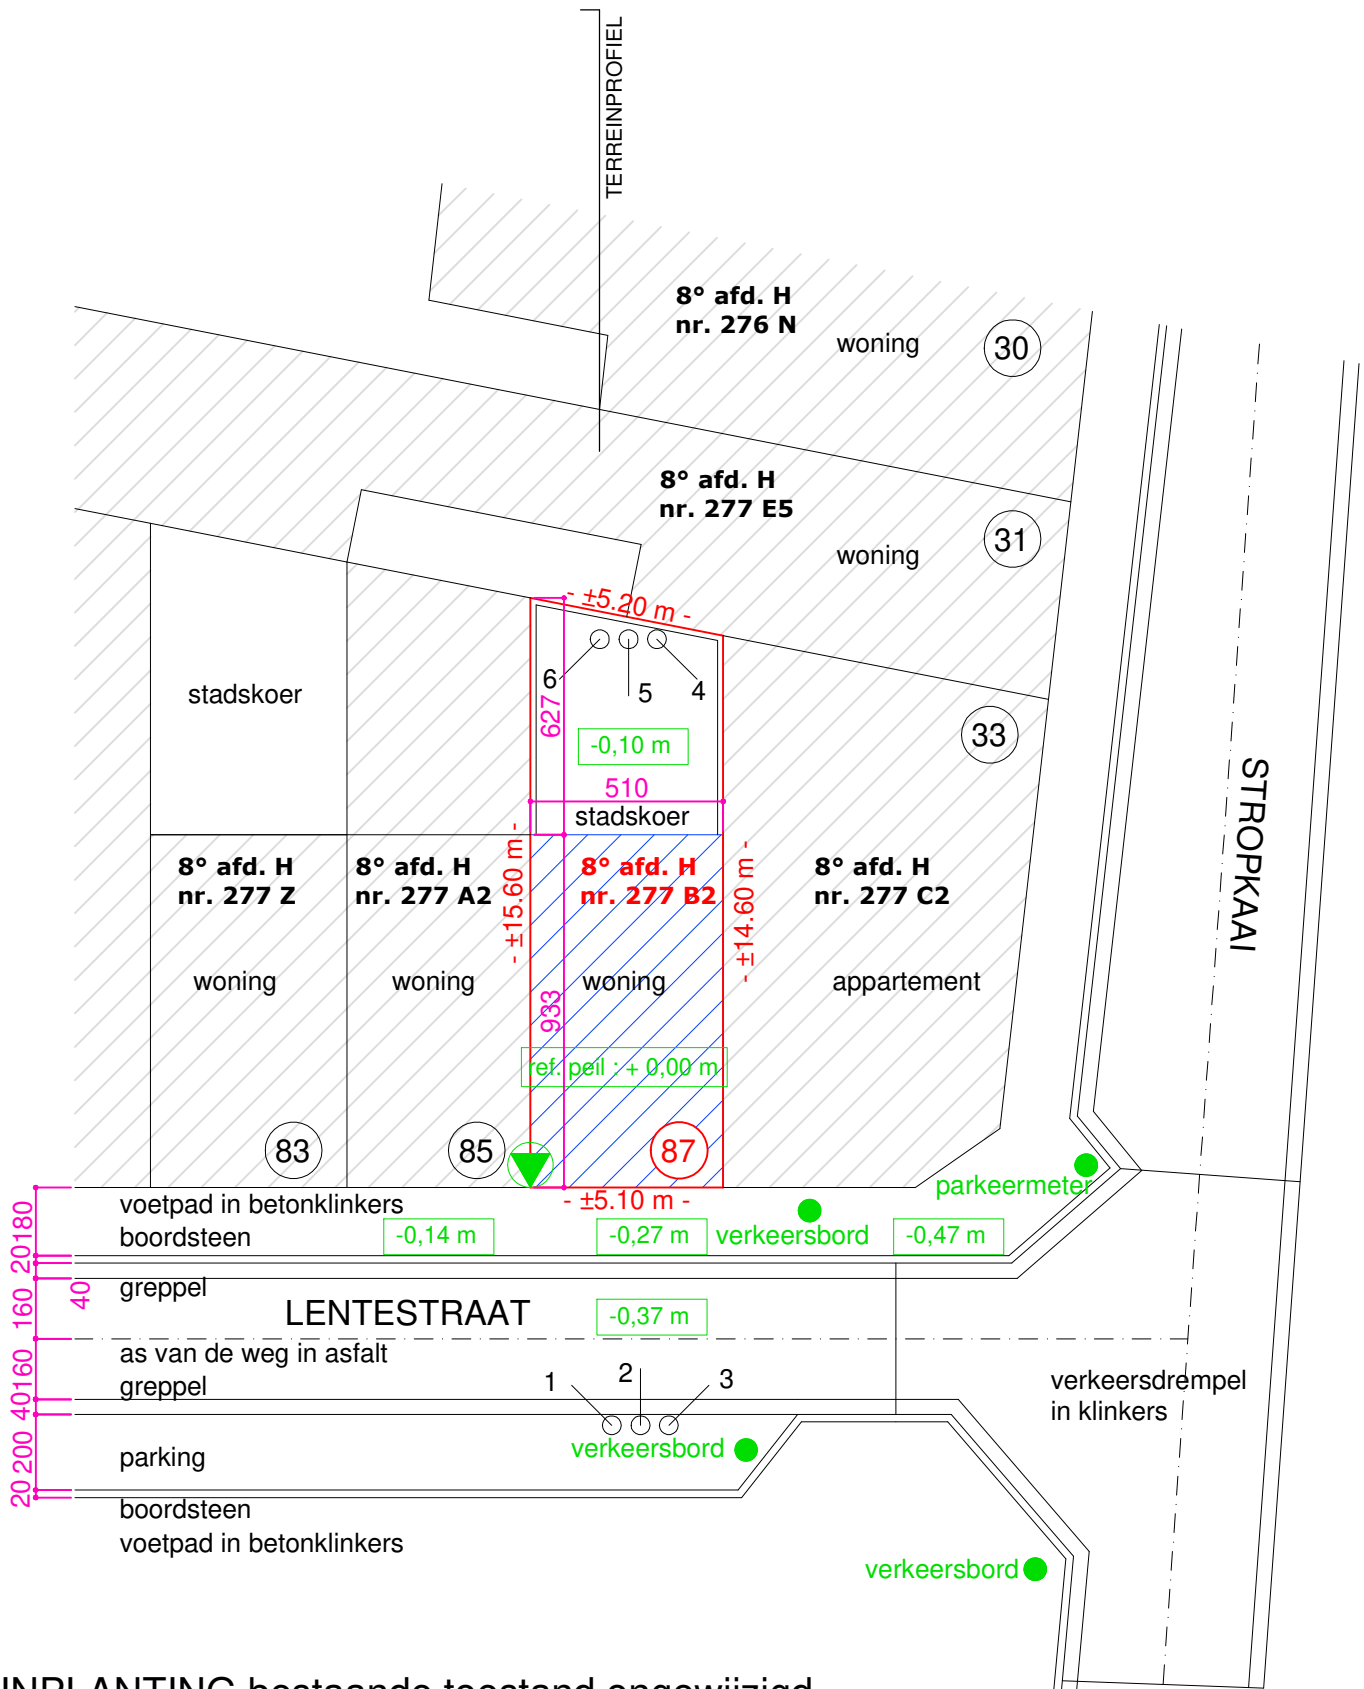 TERREINPROFIEL
8° afd. H
nr. 276 N
woning
30
8° afd. H
nr. 277 E5
woning
31
- ±5.20 m -
6
5
4
stadskoer
627
33
-0,10 m
510
stadskoer
STROPKAAI
8° afd. H
nr. 277 Z
8° afd. H
nr. 277 A2
- ±15.60 m -
8° afd. H
nr. 277 B2
- ±14.60 m -
8° afd. H
nr. 277 C2
woning
woning
woning
appartement
933
ref. peil : + 0,00 m
83
85
87
parkeermeter
- ±5.10 m -
voetpad in betonklinkers
180
boordsteen
-0,14 m
-0,27 m
verkeersbord
-0,47 m
20
greppel
40
160
LENTESTRAAT
-0,37 m
as van de weg in asfalt
160
greppel
40
1
2
3
verkeersdrempel
in klinkers
verkeersbord
parking
200
20
boordsteen
voetpad in betonklinkers
verkeersbord
INPLANTING bestaande toestand ongewijzigd